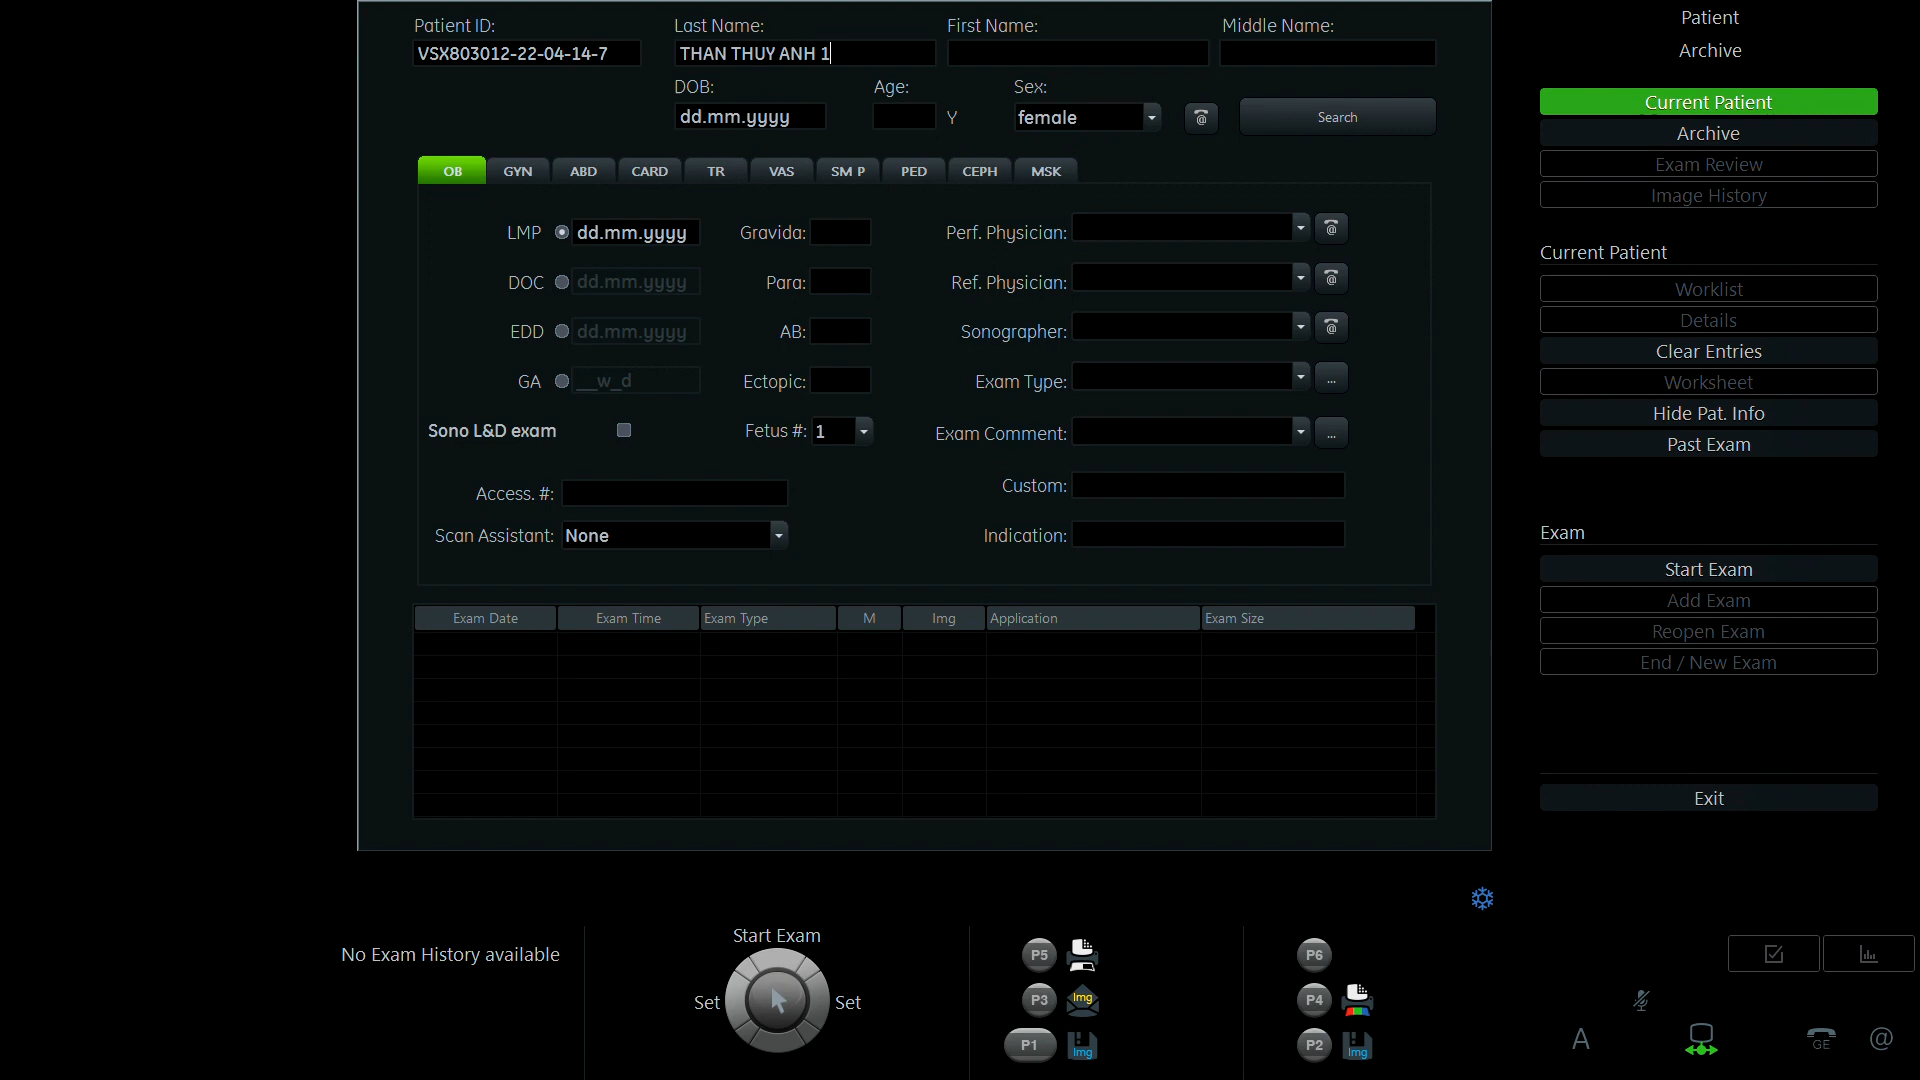 Patient ID: Last Name: First Name: Middle Name:
VSX803012-22-04-14-7 THAN THUY ANH 1
DOB: Age: Sex:
dd.mm.yyyy Y female @ Search
OB GYN ABD CARD TR VAS SM P PED CEPH MSK
LMP dd.mm.yyyy Gravida: Perf. Physician: @
DOC dd.mm.yyyy Para: Ref. Physician: @
EDD dd.mm.yyyy AB: Sonographer: @
GA __w_d Ectopic: Exam Type: ...
Sono L&D exam Fetus #: 1 Exam Comment: ...
Access. #: Custom:
Scan Assistant: None Indication:
Exam Date Exam Time Exam Type M Img Application Exam Size
Patient
Archive
Current Patient
Archive
Exam Review
Image History
Current Patient
Worklist
Details
Clear Entries
Worksheet
Hide Pat. Info
Past Exam
Exam
Start Exam
Add Exam
Reopen Exam
End / New Exam
Exit
No Exam History available
Start Exam
Set Set
P5 P6
P3 Img P4
P1 Img P2 Img
A GE @